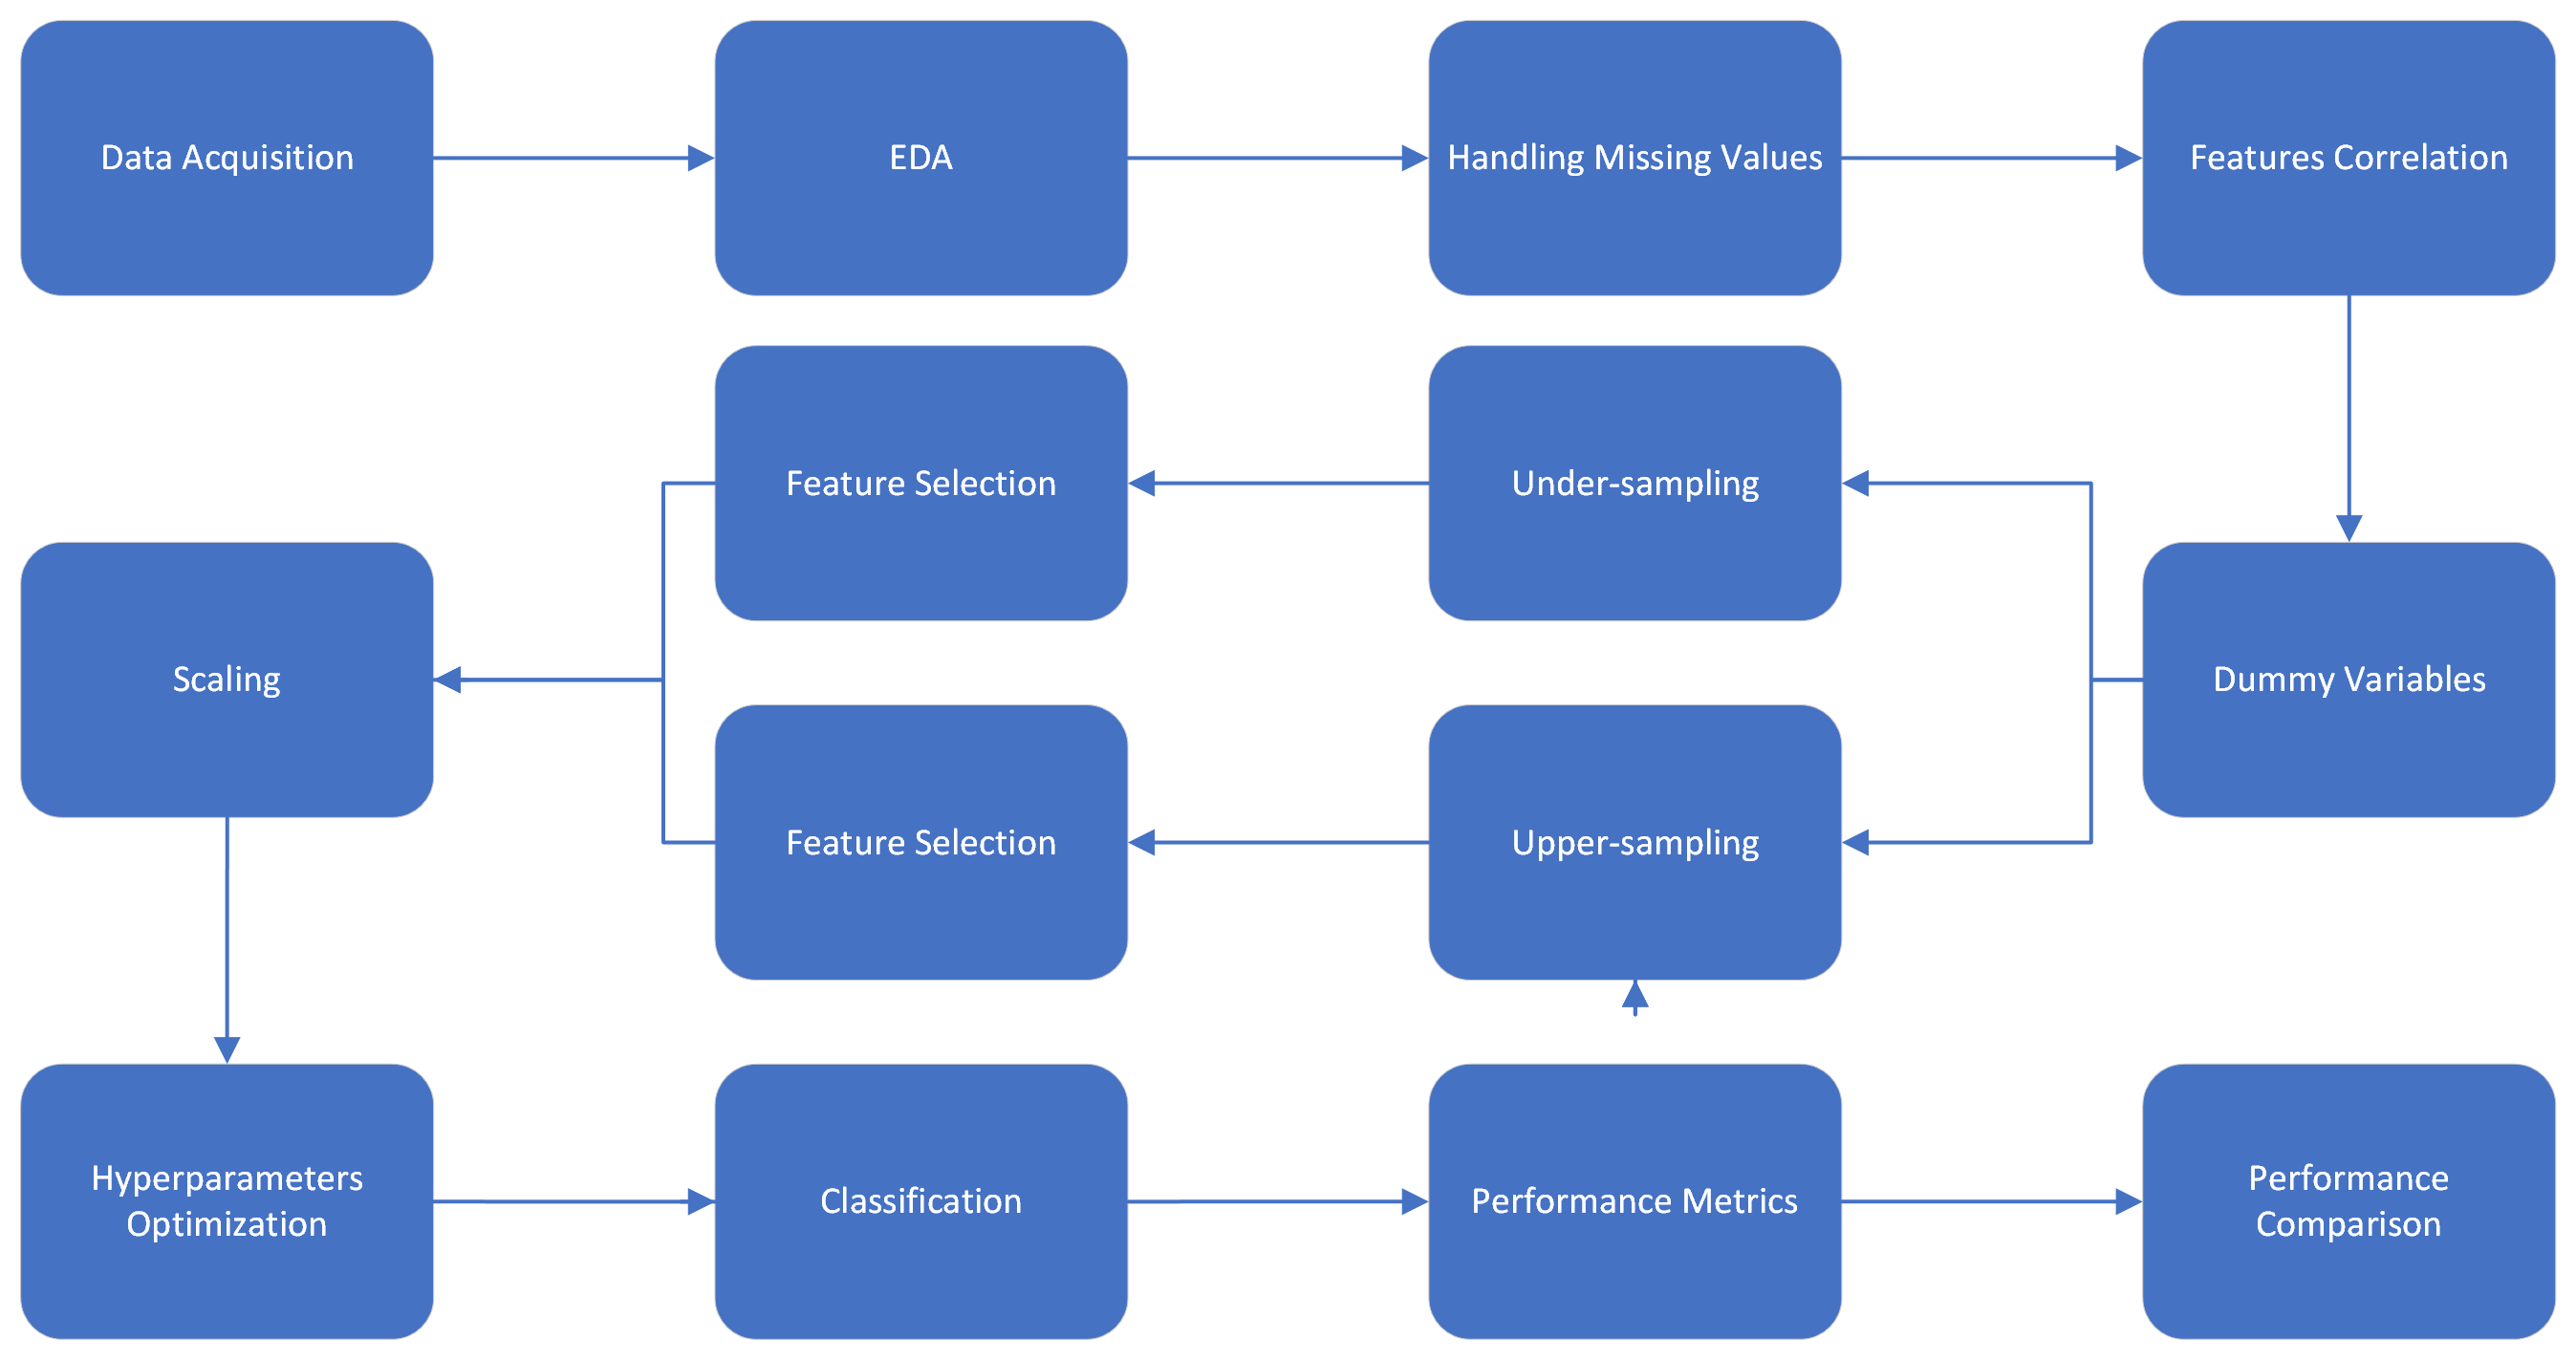 Data Acquisition
EDA
Handling Missing Values
Features Correlation
Feature Selection
Under-sampling
Scaling
Dummy Variables
Feature Selection
Upper-sampling
Hyperparameters
Optimization
Classification
Performance Metrics
Performance
Comparison